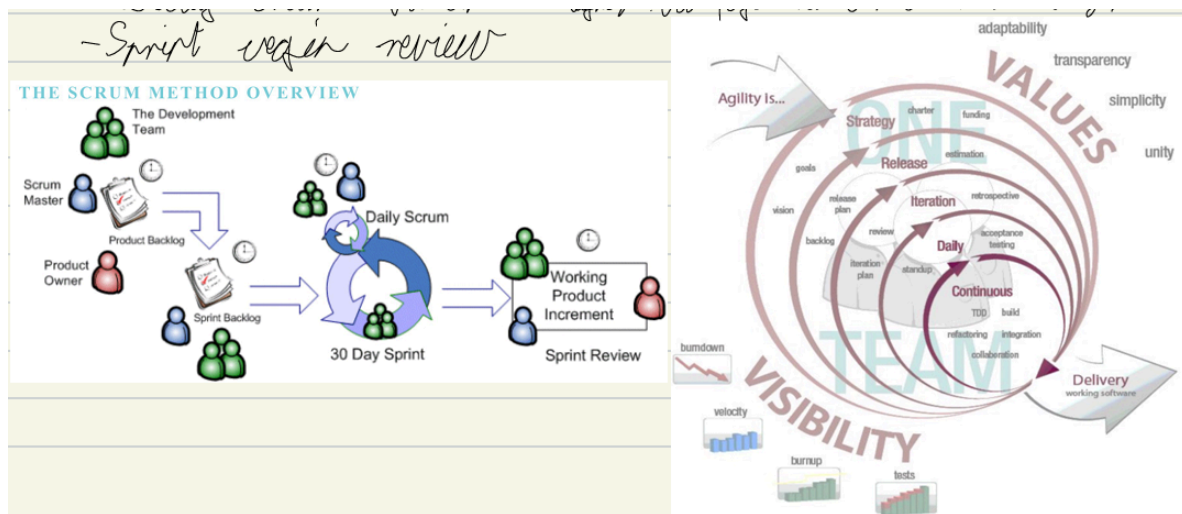 -Sprint review
THE SCRUM METHOD OVERVIEW
The Development
Team
Scrum
Master
Product Backlog
Product
Owner
Sprint Backlog
Daily Scrum
30 Day Sprint
Working
Product
Increment
Sprint Review
adaptability
transparency
simplicity
unity
VALUES
Agility is...
ONE
Strategy
charter
funding
goals
Release
estimation
vision
release
plan
Iteration
retrospective
backlog
review
Daily
acceptance
testing
iteration
plan
standup
Continuous
TDD
build
refactoring
integration
collaboration
TEAM
Delivery
working software
VISIBILITY
burndown
velocity
burnup
tests